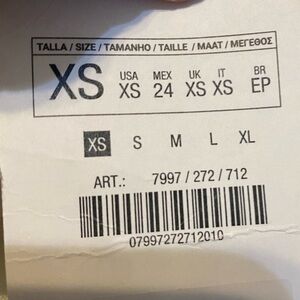 TALLA / SIZE / TAMANHO / TAILLE / MAAT / ΜΕΓΕΘΟΣ
XS USA XS MEX 24 UK XS IT XS BR EP
XS S M L XL
ART.: 7997 / 272 / 712
07997272712010